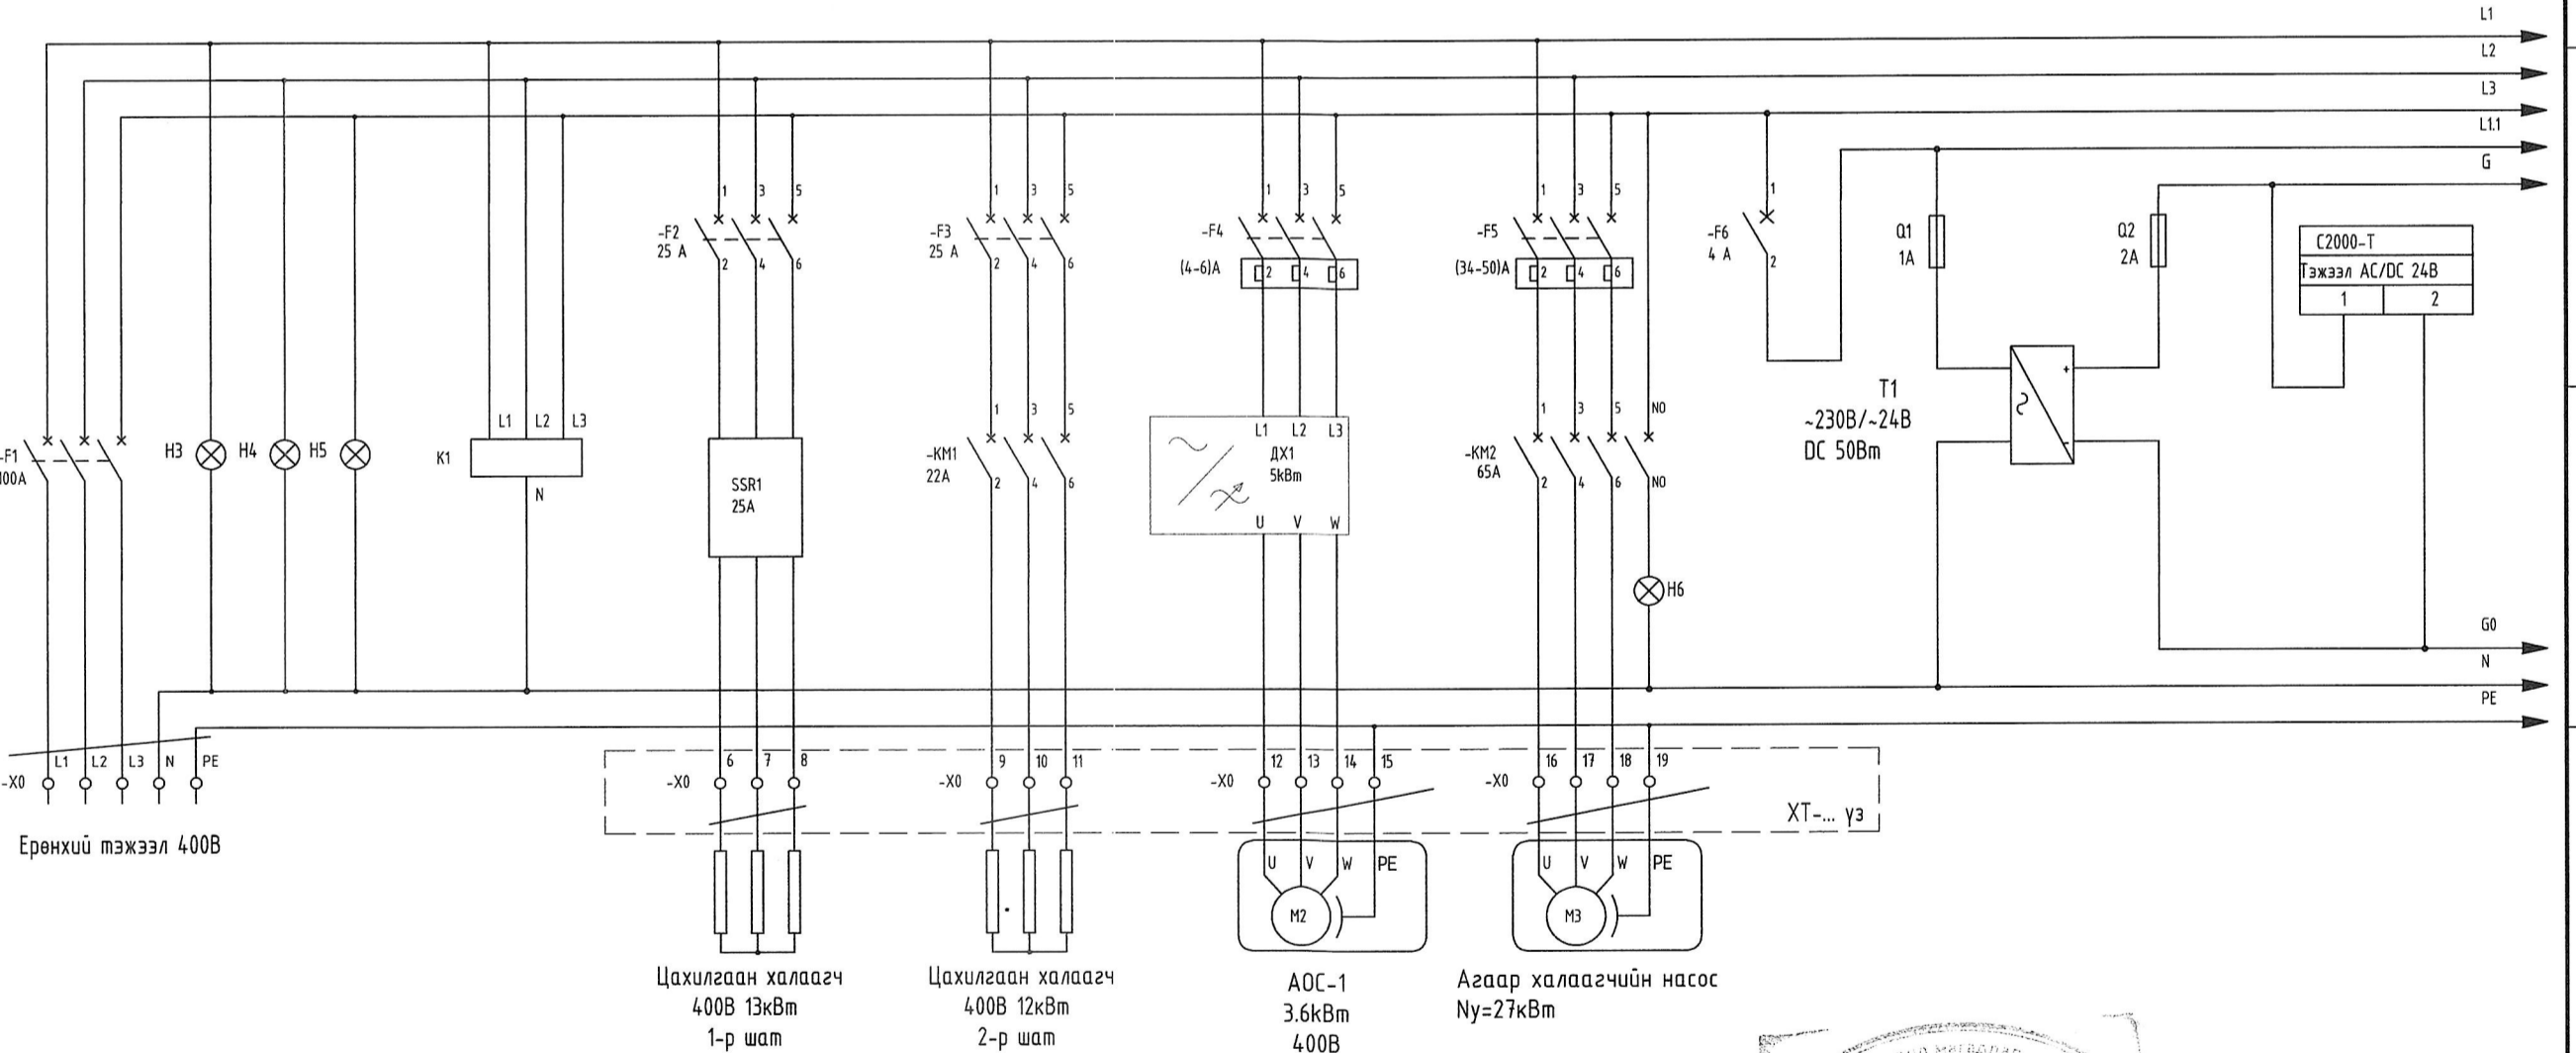 L1
L2
L3
L1.1
G
1 3 5
-F2
25 A
2 4 6
1 3 5
-F3
25 A
2 4 6
1 3 5
-F4
(4-6)A
2 4 6
1 3 5
-F5
(34-50)A
2 4 6
1
-F6
4 A
2
Q1
1A
Q2
2A
C2000-T
Тэжээл AC/DC 24В
1 2
-F1
100A
H3
H4
H5
L1 L2 L3
K1
N
SSR1
25A
1 3 5
-KM1
22A
2 4 6
L1 L2 L3
ДХ1
5кВт
U V W
1 3 5 NO
-KM2
65A
2 4 6 NO
H6
T1
~230В/~24В
DC 50Вт
+
-
G0
N
PE
L1 L2 L3 N PE
-X0
6 7 8
-X0
9 10 11
-X0
12 13 14 15
-X0
16 17 18 19
-X0
XT-... үз
Ерөнхий тэжээл 400В
U V W PE
M2
U V W PE
M3
Цахилгаан халаагч
400В 13кВт
1-р шат
Цахилгаан халаагч
400В 12кВт
2-р шат
АОС-1
3.6кВт
400В
Агаар халаагчийн насос
Nу=27кВт